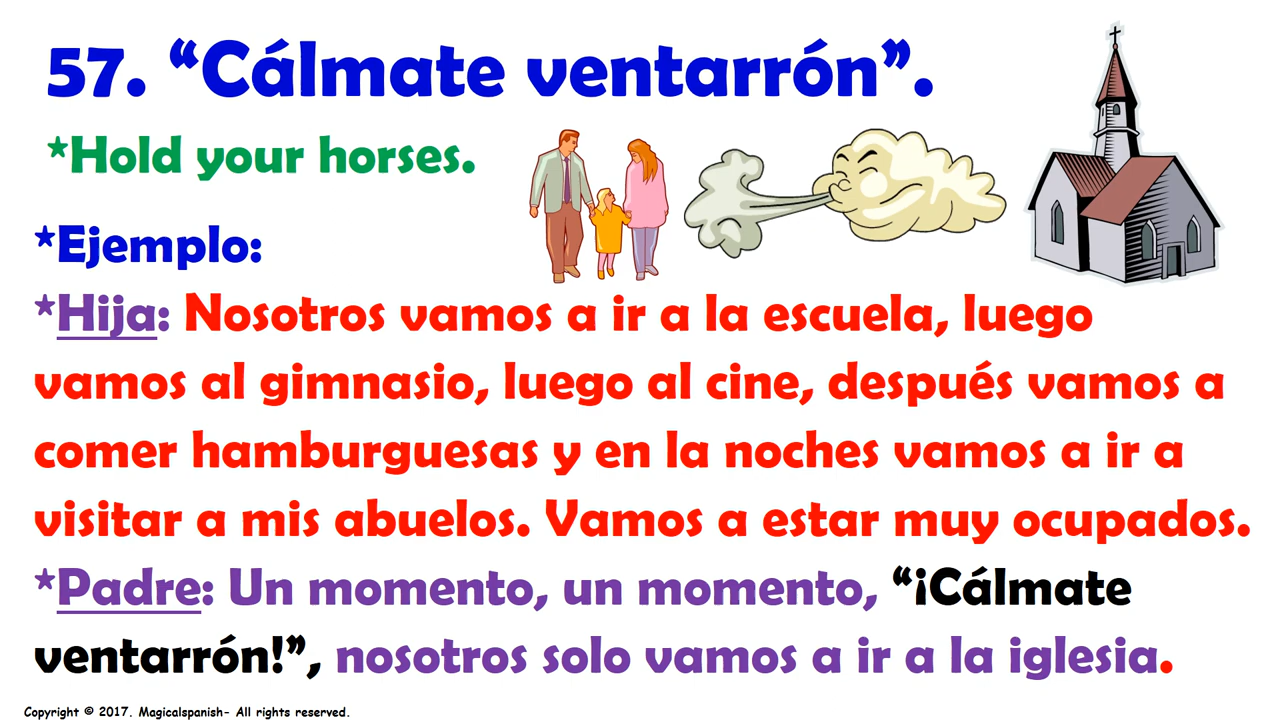 57. “Cálmate ventarrón”.
*Hold your horses.
*Ejemplo:
*Hija: Nosotros vamos a ir a la escuela, luego
vamos al gimnasio, luego al cine, después vamos a
comer hamburguesas y en la noches vamos a ir a
visitar a mis abuelos. Vamos a estar muy ocupados.
*Padre: Un momento, un momento, “¡Cálmate
ventarrón!”, nosotros solo vamos a ir a la iglesia.
Copyright © 2017. Magicalspanish- All rights reserved.